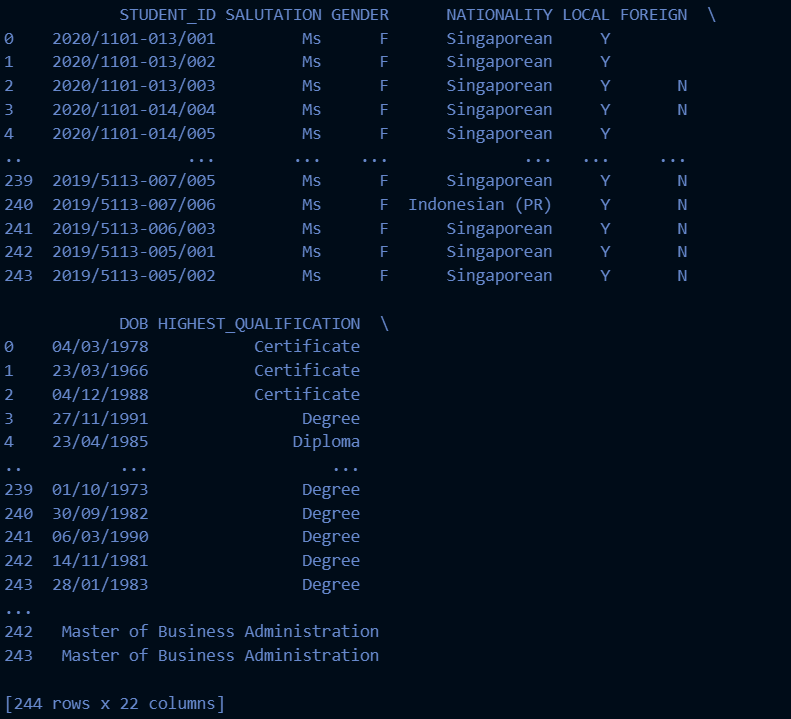 STUDENT_ID SALUTATION GENDER NATIONALITY LOCAL FOREIGN \
0 2020/1101-013/001 Ms F Singaporean Y
1 2020/1101-013/002 Ms F Singaporean Y
2 2020/1101-013/003 Ms F Singaporean Y N
3 2020/1101-014/004 Ms F Singaporean Y N
4 2020/1101-014/005 Ms F Singaporean Y
.. ... ... ... ... ... ...
239 2019/5113-007/005 Ms F Singaporean Y N
240 2019/5113-007/006 Ms F Indonesian (PR) Y N
241 2019/5113-006/003 Ms F Singaporean Y N
242 2019/5113-005/001 Ms F Singaporean Y N
243 2019/5113-005/002 Ms F Singaporean Y N
DOB HIGHEST_QUALIFICATION \
0 04/03/1978 Certificate
1 23/03/1966 Certificate
2 04/12/1988 Certificate
3 27/11/1991 Degree
4 23/04/1985 Diploma
.. ... ...
239 01/10/1973 Degree
240 30/09/1982 Degree
241 06/03/1990 Degree
242 14/11/1981 Degree
243 28/01/1983 Degree
...
242 Master of Business Administration
243 Master of Business Administration
[244 rows x 22 columns]